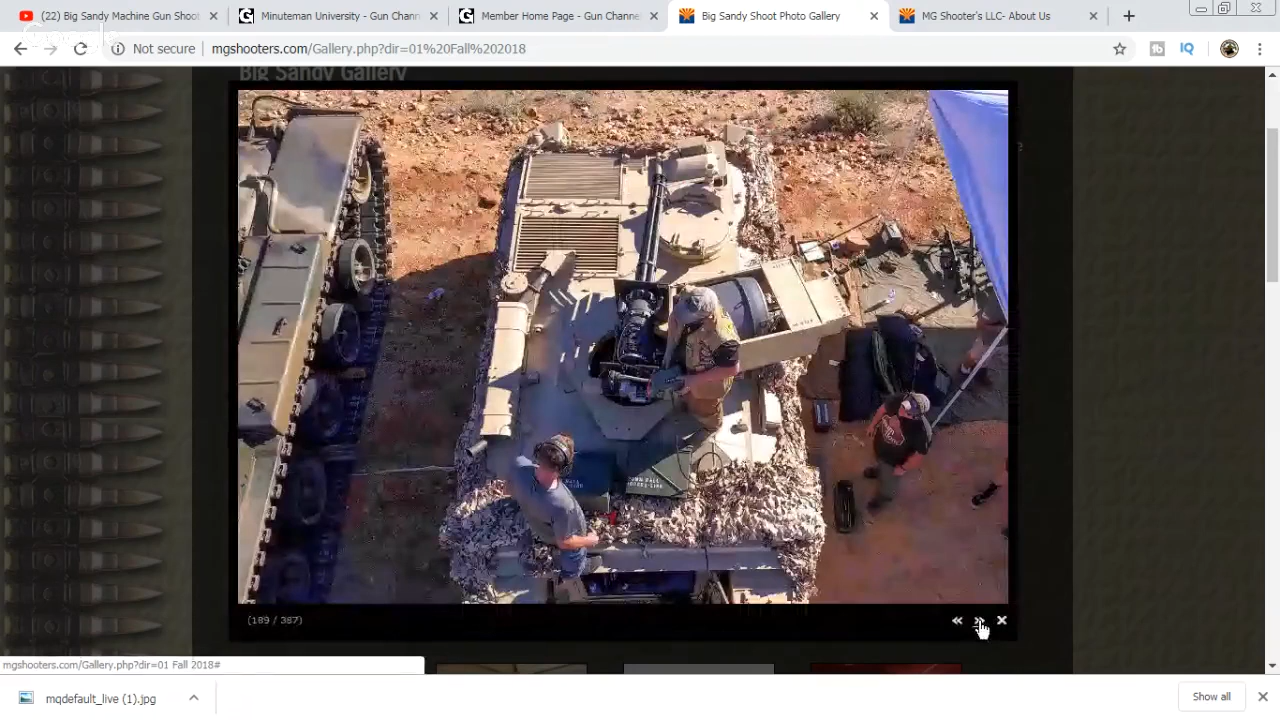 (22) Big Sandy Machine Gun Shoot
Minuteman University - Gun Chann
Member Home Page - Gun Channe
Big Sandy Shoot Photo Gallery
MG Shooter's LLC- About Us
Google
Not secure
mgshooters.com/Gallery.php?dir=01%20Fall%202018
Big Sandy Gallery
(189 / 387)
mgshooters.com/Gallery.php?dir=01 Fall 2018#
mqdefault_live (1).jpg
Show all